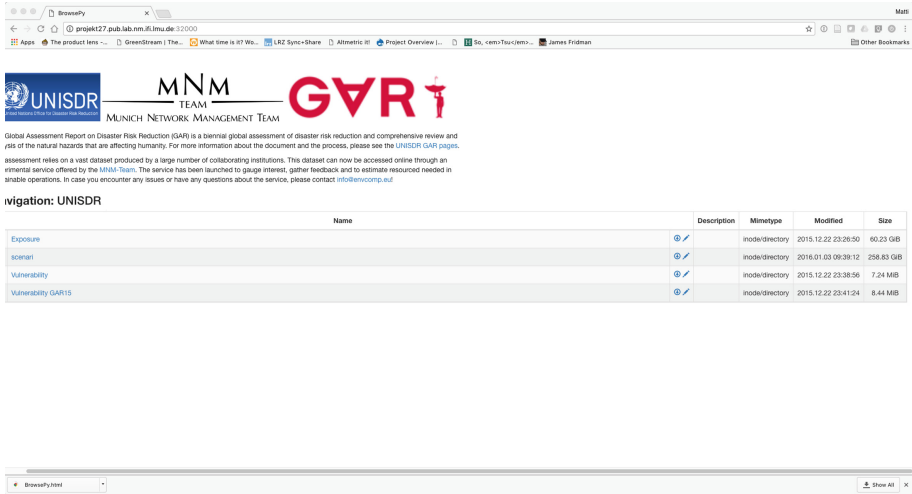 BrowsePy
Matti
projekt27.pub.lab.nm.ifi.lmu.de:32000
Apps The product lens -... GreenStream | The... What time is it? Wo... LRZ Sync+Share Altmetric it! Project Overview |... So, <em>Tsu</em>... James Fridman Other Bookmarks
UNISDR
United Nations Office for Disaster Risk Reduction
MNM
TEAM
MUNICH NETWORK MANAGEMENT TEAM
GAR
Global Assessment Report on Disaster Risk Reduction (GAR) is a biennial global assessment of disaster risk reduction and comprehensive review and
ysis of the natural hazards that are affecting humanity. For more information about the document and the process, please see the UNISDR GAR pages.
assessment relies on a vast dataset produced by a large number of collaborating institutions. This dataset can now be accessed online through an
rimental service offered by the MNM-Team. The service has been launched to gauge interest, gather feedback and to estimate resourced needed in
ainable operations. In case you encounter any issues or have any questions about the service, please contact info@envcomp.eu!
vigation: UNISDR
Name Description Mimetype Modified Size
Exposure inode/directory 2015.12.22 23:26:50 60.23 GiB
scenari inode/directory 2016.01.03 09:39:12 258.83 GiB
Vulnerability inode/directory 2015.12.22 23:38:56 7.24 MiB
Vulnerability GAR15 inode/directory 2015.12.22 23:41:24 8.44 MiB
BrowsePy.html
Show All